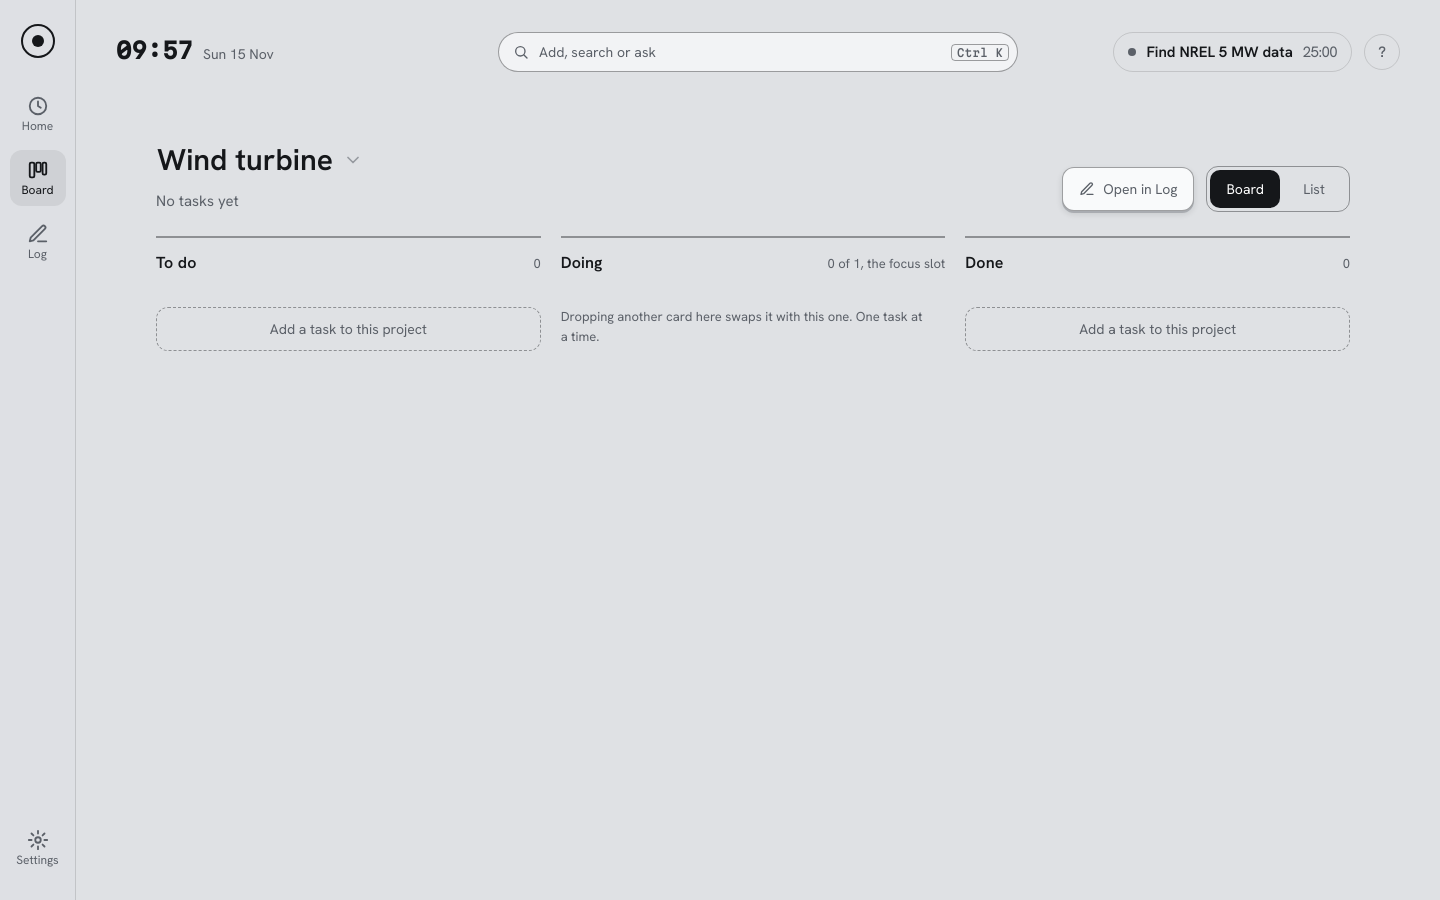 09:57 Sun 15 Nov
Add, search or ask
Ctrl K
Find NREL 5 MW data 25:00
?
Home
Board
Log
Settings
Wind turbine
No tasks yet
Open in Log
Board
List
To do
0
Doing
0 of 1, the focus slot
Done
0
Add a task to this project
Dropping another card here swaps it with this one. One task at
a time.
Add a task to this project